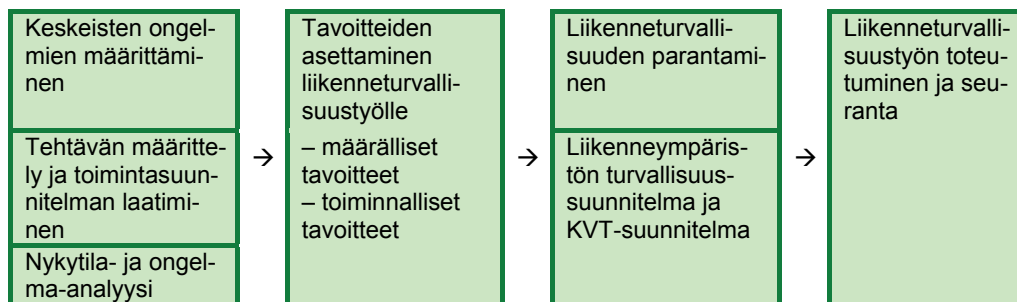 Keskeisten ongel-
mien määrittämi-
nen
Tehtävän määritte-
ly ja toimintasuun-
nitelman laatimi-
nen
Nykytila- ja ongel-
ma-analyysi
→
Tavoitteiden
asettaminen
liikenneturvalli-
suustyölle
– määrälliset
tavoitteet
– toiminnalliset
tavoitteet
→
Liikenneturvalli-
suuden parantami-
nen
Liikenneympäris-
tön turvallisuus-
suunnitelma ja
KVT-suunnitelma
→
Liikenneturvalli-
suustyön toteu-
tuminen ja seu-
ranta